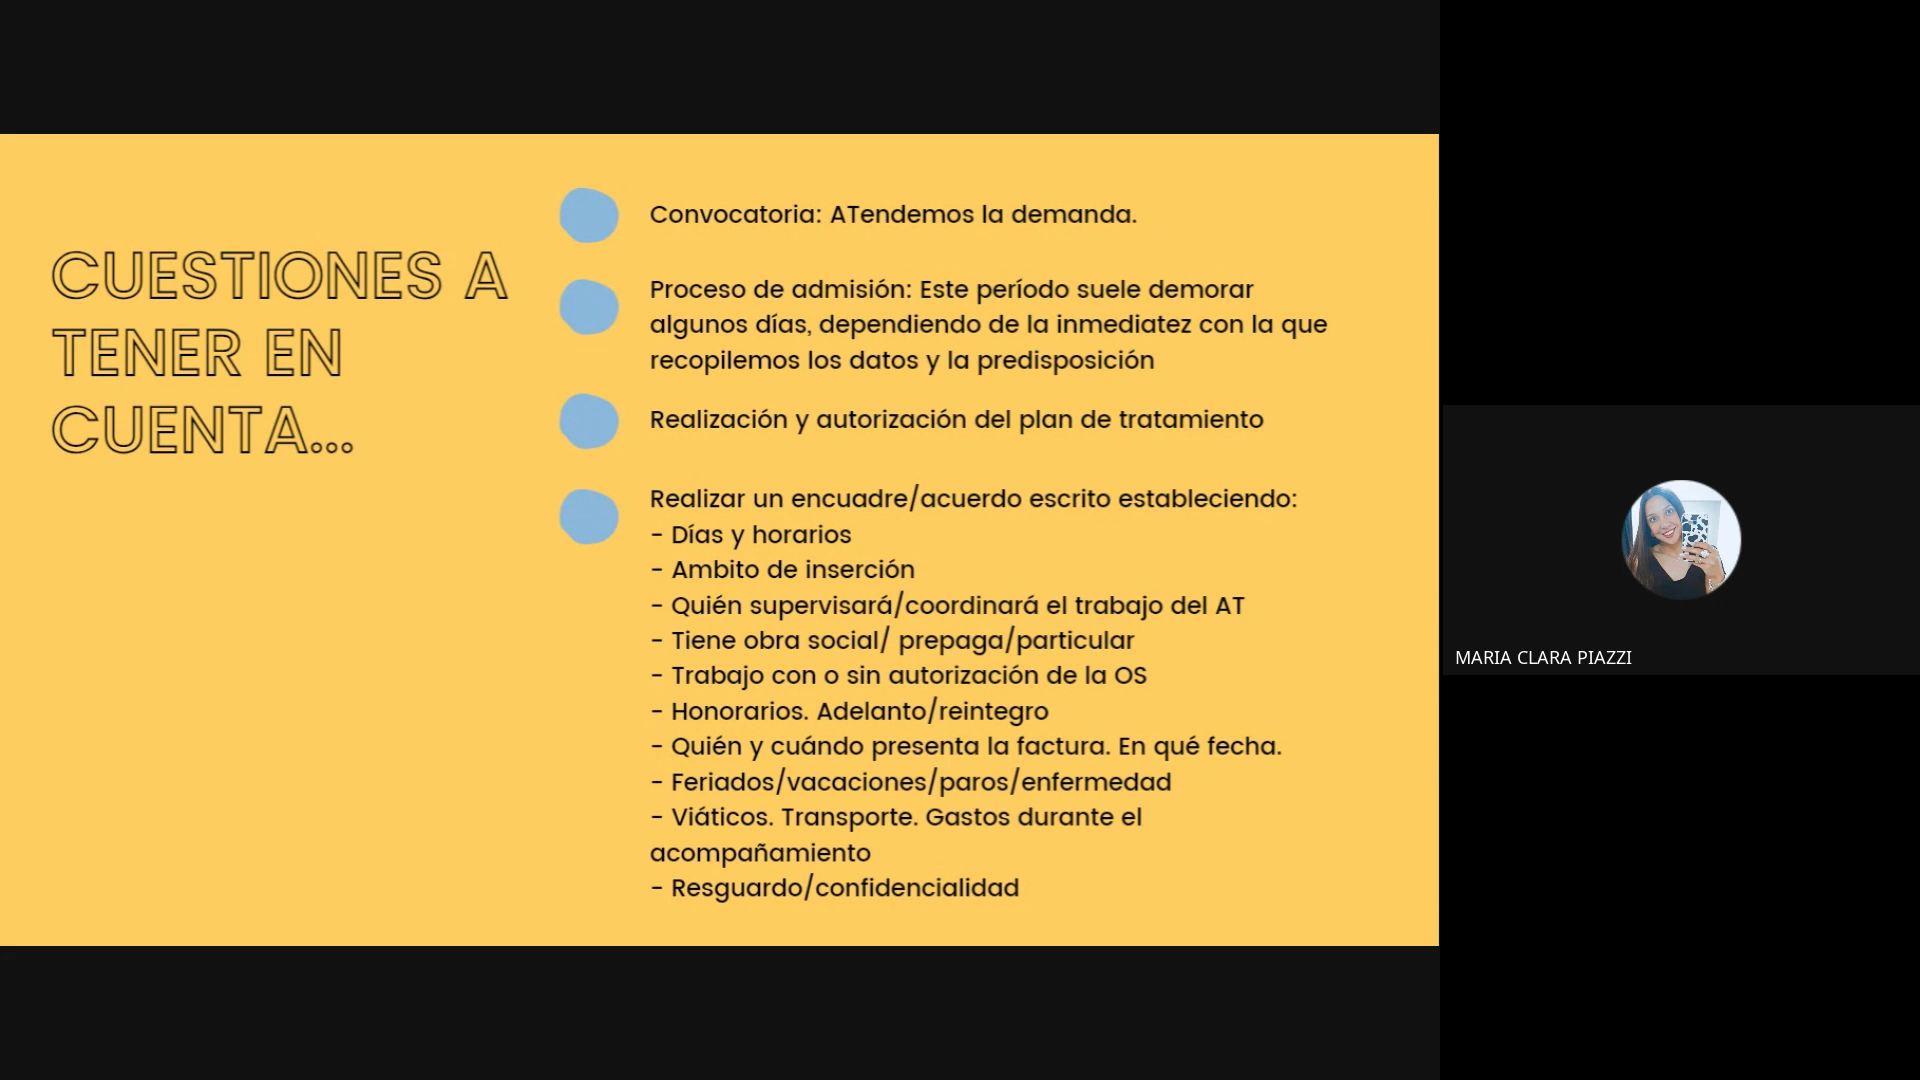 CUESTIONES A
TENER EN
CUENTA...
Convocatoria: ATendemos la demanda.
Proceso de admisión: Este período suele demorar
algunos días, dependiendo de la inmediatez con la que
recopilemos los datos y la predisposición
Realización y autorización del plan de tratamiento
Realizar un encuadre/acuerdo escrito estableciendo:
- Días y horarios
- Ambito de inserción
- Quién supervisará/coordinará el trabajo del AT
- Tiene obra social/ prepaga/particular
- Trabajo con o sin autorización de la OS
- Honorarios. Adelanto/reintegro
- Quién y cuándo presenta la factura. En qué fecha.
- Feriados/vacaciones/paros/enfermedad
- Viáticos. Transporte. Gastos durante el
acompañamiento
- Resguardo/confidencialidad
MARIA CLARA PIAZZI